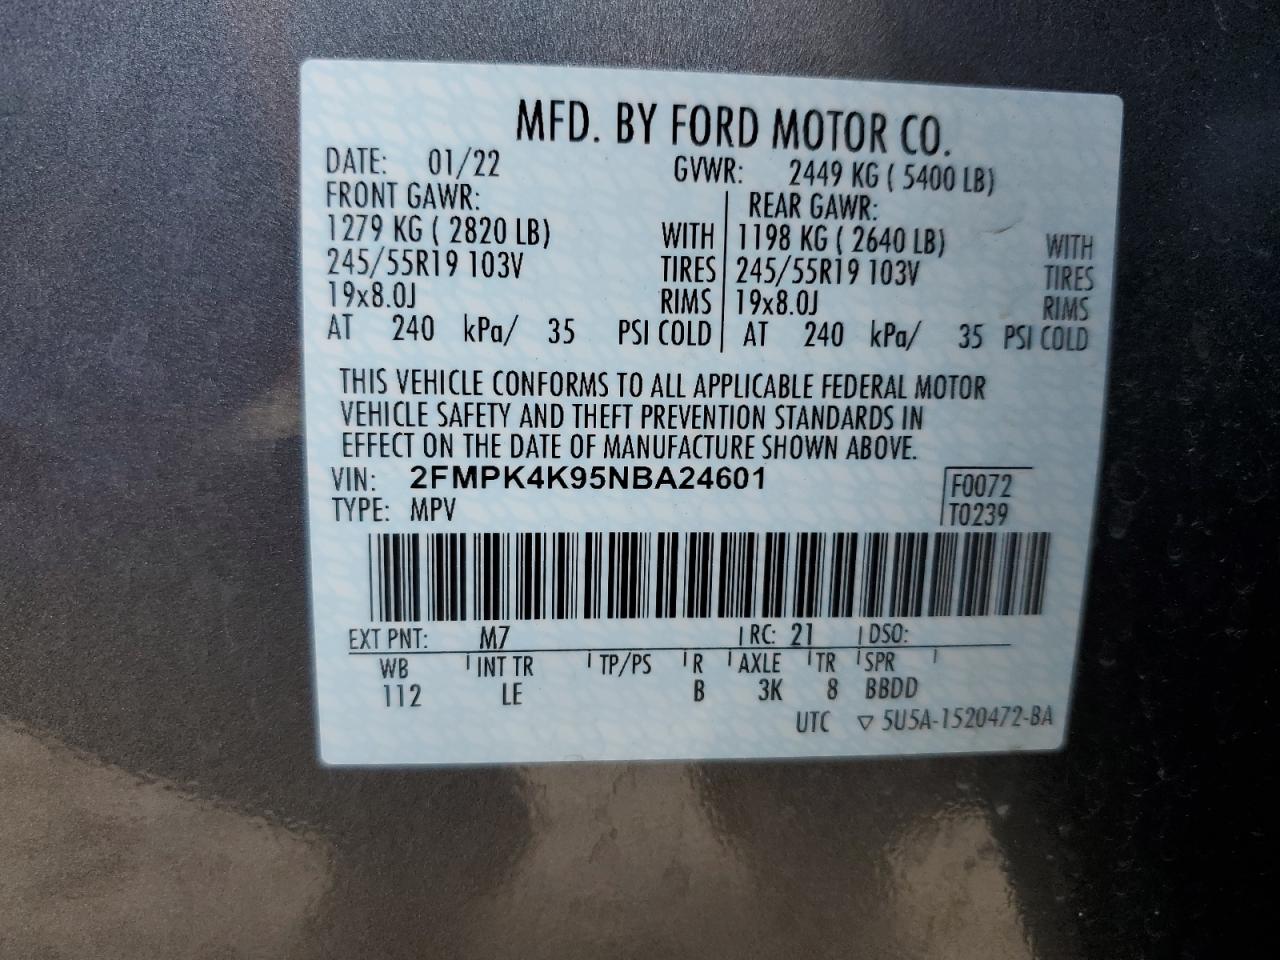 MFD. BY FORD MOTOR CO.
DATE: 01/22 GVWR: 2449 KG ( 5400 LB)
FRONT GAWR: REAR GAWR:
1279 KG ( 2820 LB) WITH 1198 KG ( 2640 LB) WITH
245/55R19 103V TIRES 245/55R19 103V TIRES
19x8.0J RIMS 19x8.0J RIMS
AT 240 kPa/ 35 PSI COLD AT 240 kPa/ 35 PSI COLD
THIS VEHICLE CONFORMS TO ALL APPLICABLE FEDERAL MOTOR
VEHICLE SAFETY AND THEFT PREVENTION STANDARDS IN
EFFECT ON THE DATE OF MANUFACTURE SHOWN ABOVE.
VIN: 2FMPK4K95NBA24601 F0072
TYPE: MPV T0239
EXT PNT: M7 RC: 21 DSO:
WB INT TR TP/PS R AXLE TR SPR
112 LE B 3K 8 BBDD
UTC ▽ 5U5A-1520472-BA